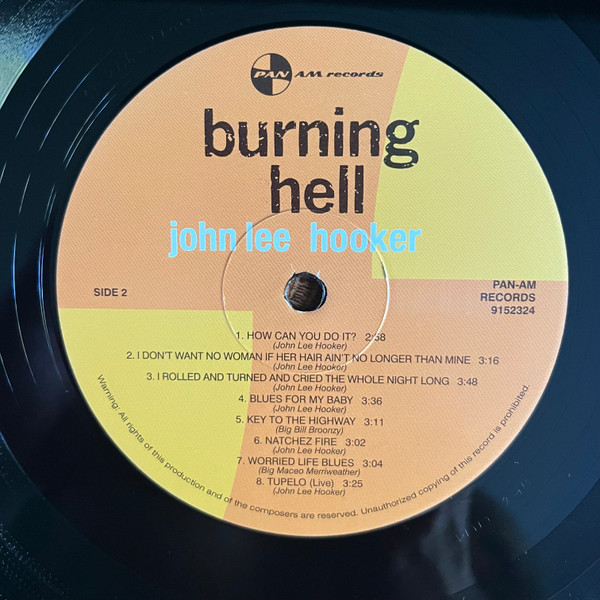 PAN AM records
burning
hell
john lee hooker
SIDE 2
PAN-AM
RECORDS
9152324
1. HOW CAN YOU DO IT? 2:58
(John Lee Hooker)
2. I DON'T WANT NO WOMAN IF HER HAIR AIN'T NO LONGER THAN MINE 3:16
(John Lee Hooker)
3. I ROLLED AND TURNED AND CRIED THE WHOLE NIGHT LONG 3:48
(John Lee Hooker)
4. BLUES FOR MY BABY 3:36
(John Lee Hooker)
5. KEY TO THE HIGHWAY 3:11
(Big Bill Broonzy)
6. NATCHEZ FIRE 3:02
(John Lee Hooker)
7. WORRIED LIFE BLUES 3:04
(Big Maceo Merriweather)
8. TUPELO (Live) 3:25
(John Lee Hooker)
Warning: All rights of this production and of the composers are reserved. Unauthorized copying of this record is prohibited.